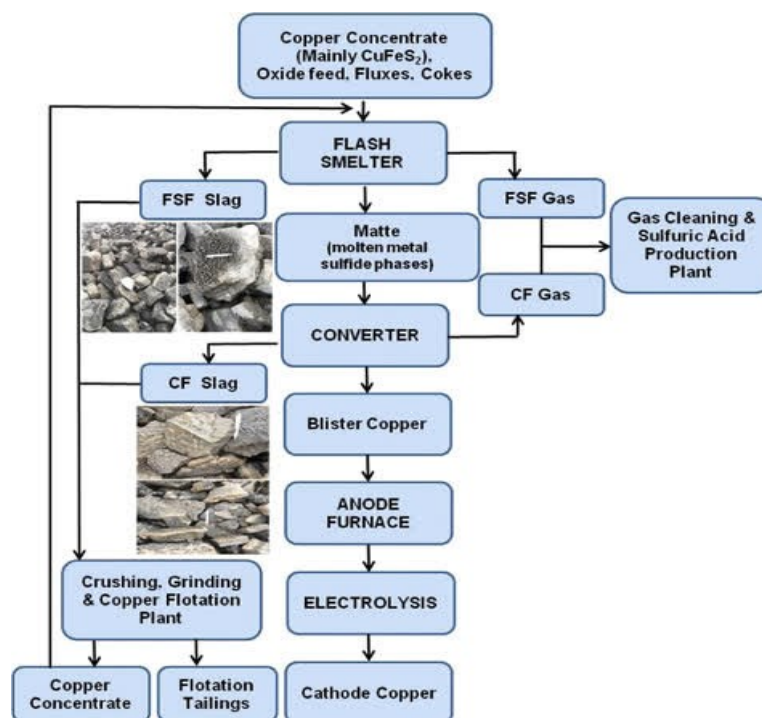 Copper Concentrate
(Mainly CuFeS₂),
Oxide feed, Fluxes, Cokes
FLASH
SMELTER
FSF Slag
FSF Gas
Matte
(molten metal
sulfide phases)
Gas Cleaning &
Sulfuric Acid
Production
Plant
CF Gas
CONVERTER
CF Slag
Blister Copper
ANODE
FURNACE
Crushing, Grinding
& Copper Flotation
Plant
ELECTROLYSIS
Copper
Concentrate
Flotation
Tailings
Cathode Copper